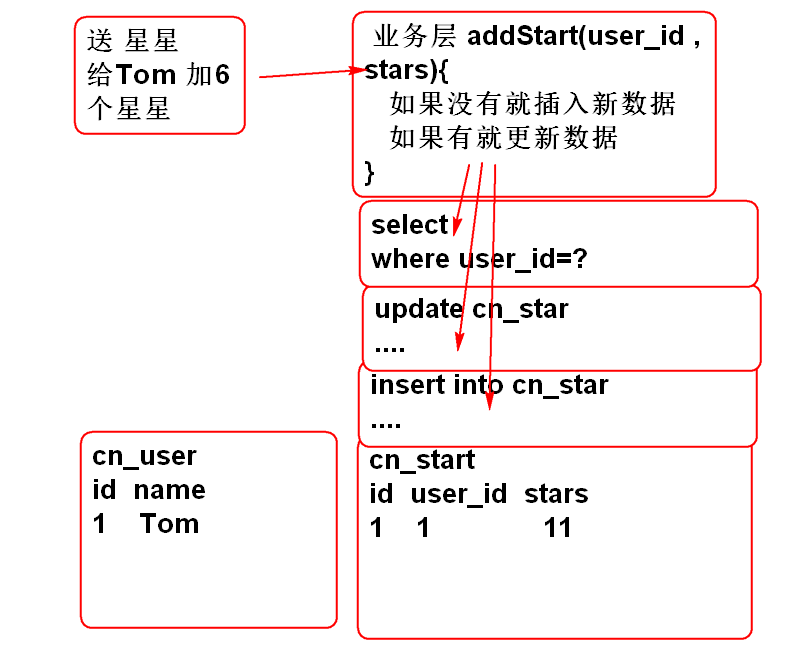 送 星星
给Tom 加6
个星星
业务层 addStart(user_id ,
stars){
如果没有就插入新数据
如果有就更新数据
}
select
where user_id=?
update cn_star
....
insert into cn_star
....
cn_user
id name
1 Tom
cn_start
id user_id stars
1 1 11